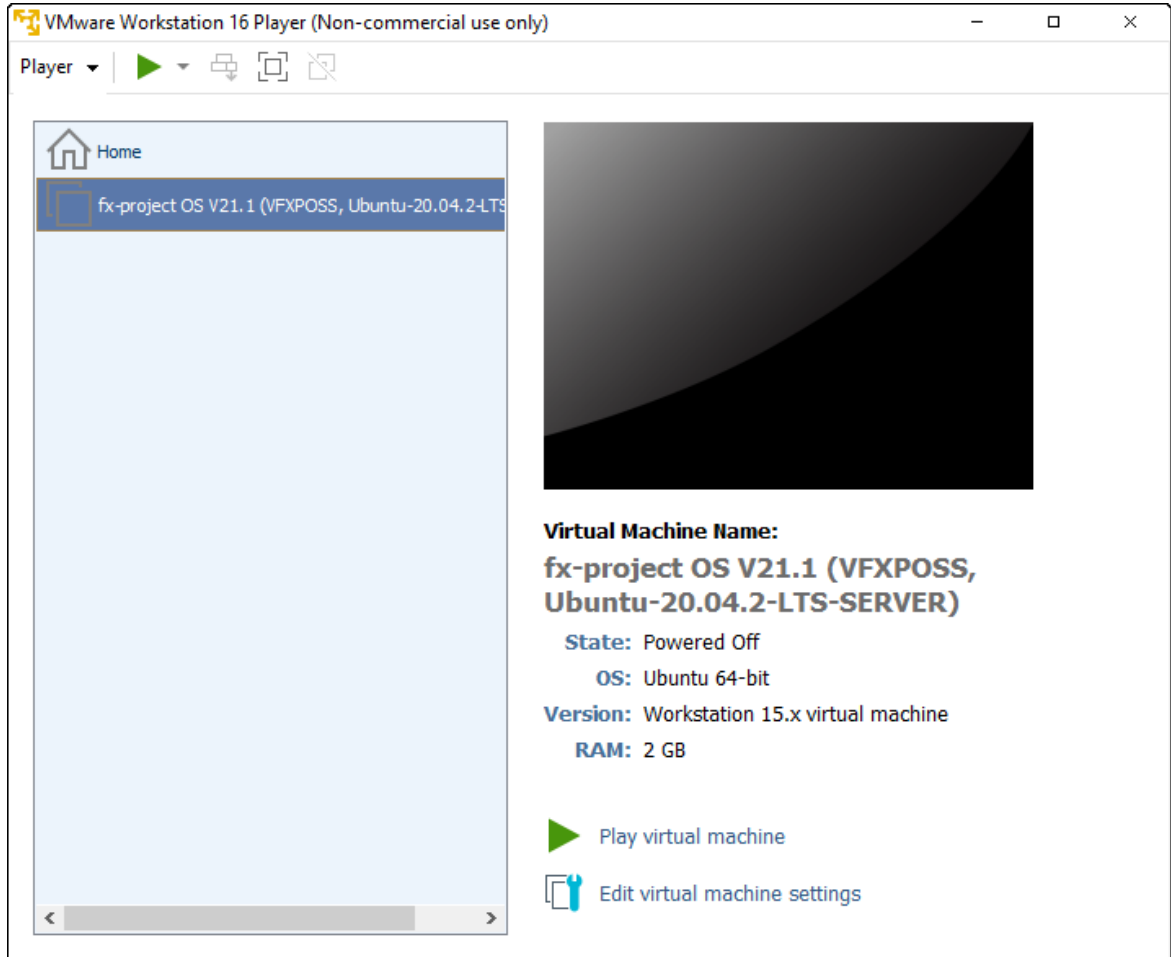 VMware Workstation 16 Player (Non-commercial use only)
Player
Home
fx-project OS V21.1 (VFXPOSS, Ubuntu-20.04.2-LTS
Virtual Machine Name:
fx-project OS V21.1 (VFXPOSS,
Ubuntu-20.04.2-LTS-SERVER)
State: Powered Off
OS: Ubuntu 64-bit
Version: Workstation 15.x virtual machine
RAM: 2 GB
Play virtual machine
Edit virtual machine settings